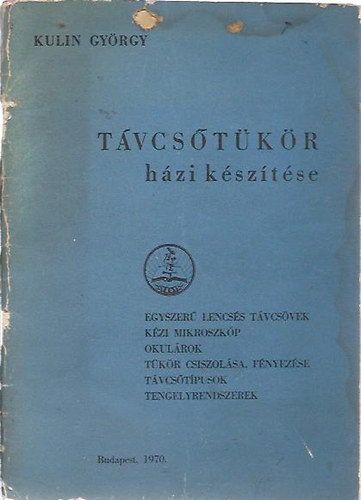 KULIN GYÖRGY
TÁVCSŐTÜKÖR
házi készítése
EGYSZERŰ LENCSÉS TÁVCSÖVEK
KÉZI MIKROSZKÓP
OKULÁROK
TÜKÖR CSISZOLÁSA, FÉNYEZÉSE
TÁVCSŐTÍPUSOK
TENGELYRENDSZEREK
Budapest, 1970.